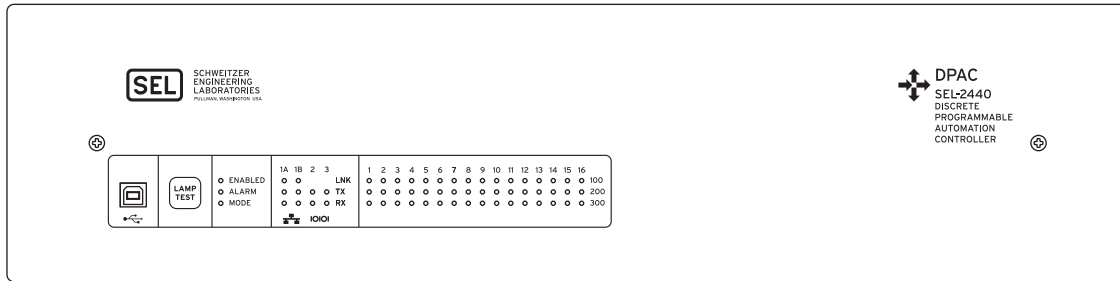 SEL
SCHWEITZER
ENGINEERING
LABORATORIES
PULLMAN, WASHINGTON USA
DPAC
SEL-2440
DISCRETE
PROGRAMMABLE
AUTOMATION
CONTROLLER
LAMP
TEST
ENABLED
ALARM
MODE
1A 1B 2 3
LNK
TX
RX
1 2 3 4 5 6 7 8 9 10 11 12 13 14 15 16
100
200
300